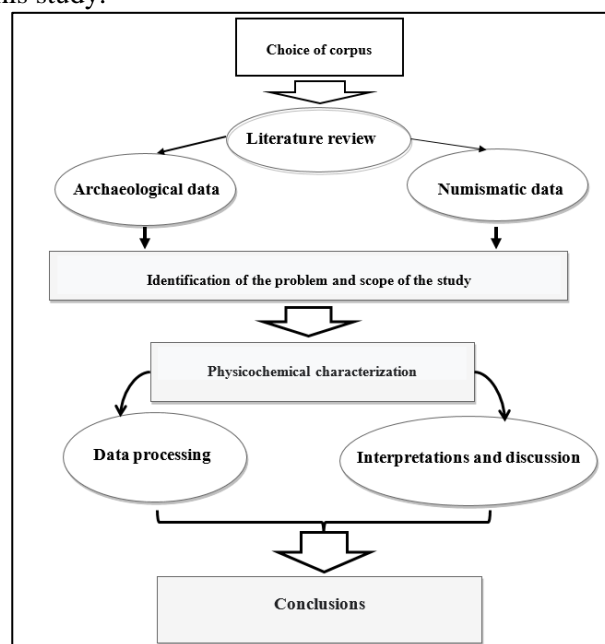 this study.
Choice of corpus
Literature review
Archaeological data
Numismatic data
Identification of the problem and scope of the study
Physicochemical characterization
Data processing
Interpretations and discussion
Conclusions